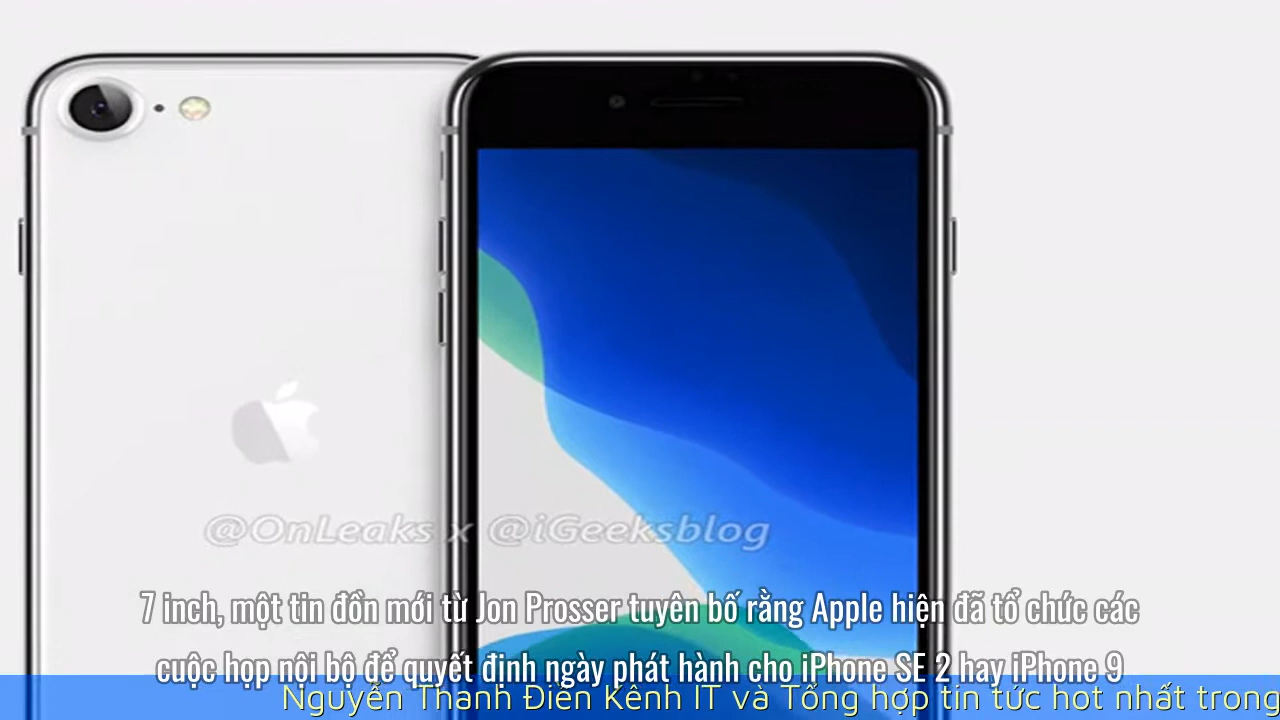 @OnLeaks x @iGeeksblog
7 inch, một tin đồn mới từ Jon Prosser tuyên bố rằng Apple hiện đã tổ chức các
cuộc họp nội bộ để quyết định ngày phát hành cho iPhone SE 2 hay iPhone 9
Nguyễn Thanh Điền Kênh IT và Tổng hợp tin tức hot nhất trong